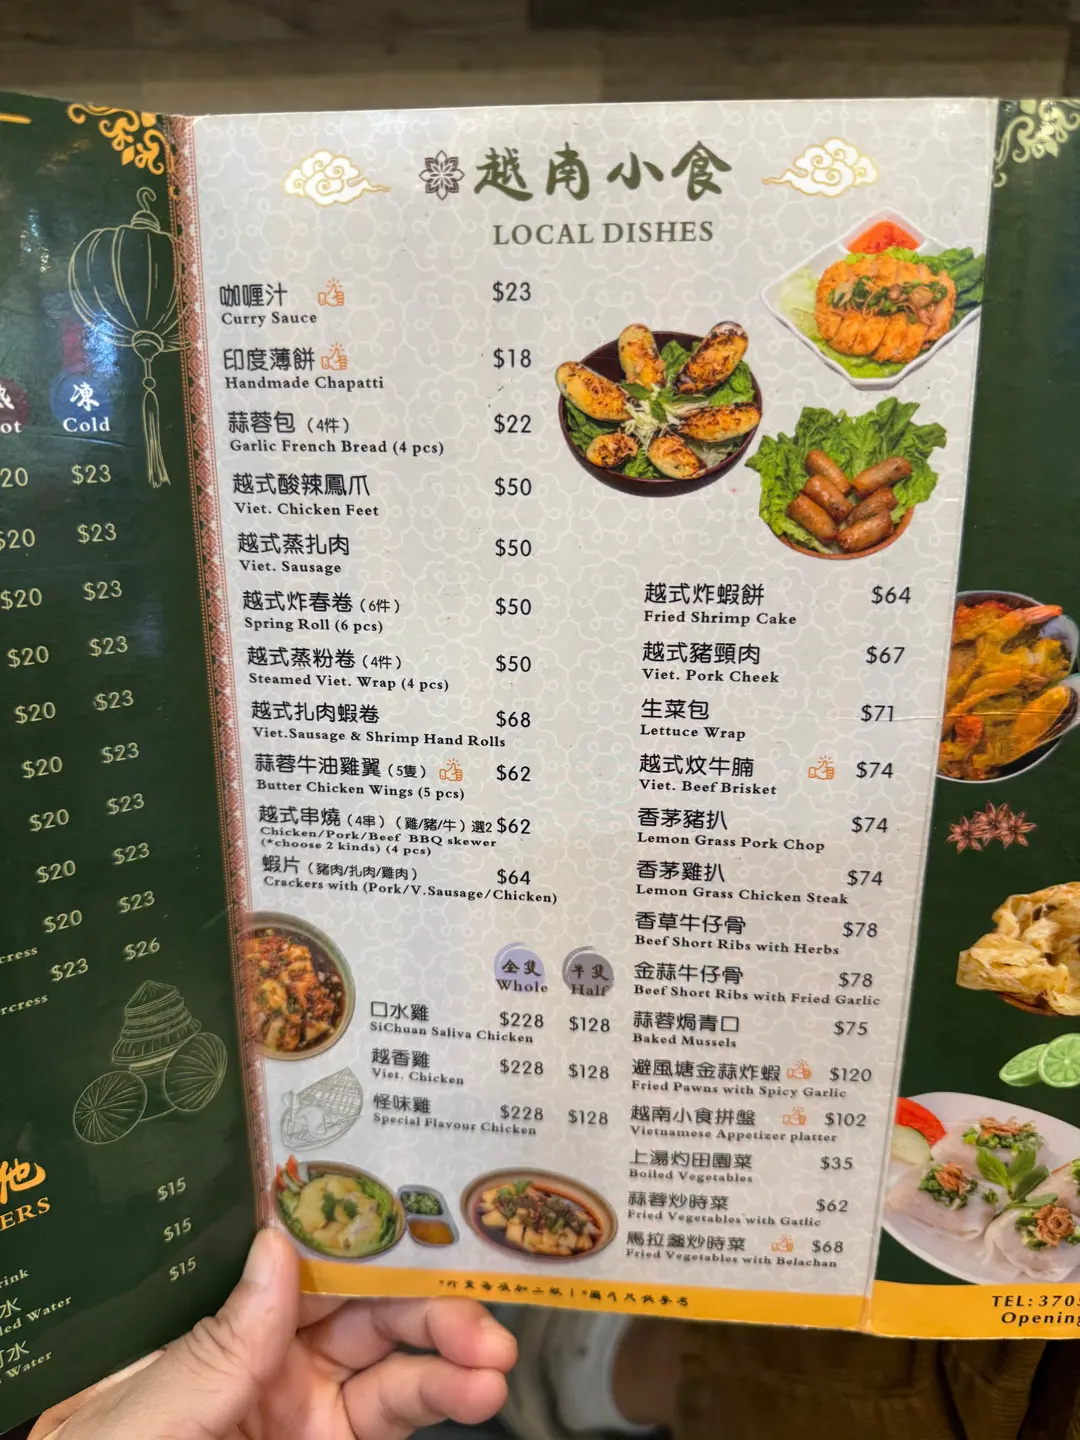 越南小食
LOCAL DISHES
咖喱汁 $23
Curry Sauce
印度薄餅 $18
Handmade Chapatti
蒜蓉包（4件） $22
Garlic French Bread (4 pcs)
越式酸辣鳳爪 $50
Viet. Chicken Feet
越式蒸扎肉 $50
Viet. Sausage
越式炸春卷（6件） $50
Spring Roll (6 pcs)
越式蒸粉卷（4件） $50
Steamed Viet. Wrap (4 pcs)
越式扎肉蝦卷 $68
Viet.Sausage & Shrimp Hand Rolls
蒜蓉牛油雞翼（5隻） $62
Butter Chicken Wings (5 pcs)
越式串燒（4串）（雞/豬/牛）選2 $62
Chicken/Pork/Beef BBQ skewer
(*choose 2 kinds) (4 pcs)
蝦片（豬肉/扎肉/雞肉） $64
Crackers with (Pork/V.Sausage/Chicken)
全隻 半隻
Whole Half
口水雞 $228 $128
SiChuan Saliva Chicken
越香雞 $228 $128
Viet. Chicken
怪味雞 $228 $128
Special Flavour Chicken
越式炸蝦餅 $64
Fried Shrimp Cake
越式豬頸肉 $67
Viet. Pork Cheek
生菜包 $71
Lettuce Wrap
越式炆牛腩 $74
Viet. Beef Brisket
香茅豬扒 $74
Lemon Grass Pork Chop
香茅雞扒 $74
Lemon Grass Chicken Steak
香草牛仔骨 $78
Beef Short Ribs with Herbs
金蒜牛仔骨 $78
Beef Short Ribs with Fried Garlic
蒜蓉焗青口 $75
Baked Mussels
避風塘金蒜炸蝦 $120
Fried Pawns with Spicy Garlic
越南小食拼盤 $102
Vietnamese Appetizer platter
上湯灼田園菜 $35
Boiled Vegetables
蒜蓉炒時菜 $62
Fried Vegetables with Gatlic
馬拉盞炒時菜 $68
Fried Vegetables with Belachan
凍
ot Cold
20 $23
$20 $23
$20 $23
$20 $23
$20 $23
$20 $23
$20 $23
$20 $23
$20 $23
cress $23 $26
rcress
他
ERS
$15
$15
rink $15
水
led Water
水
Water
TEL: 3705
Opening